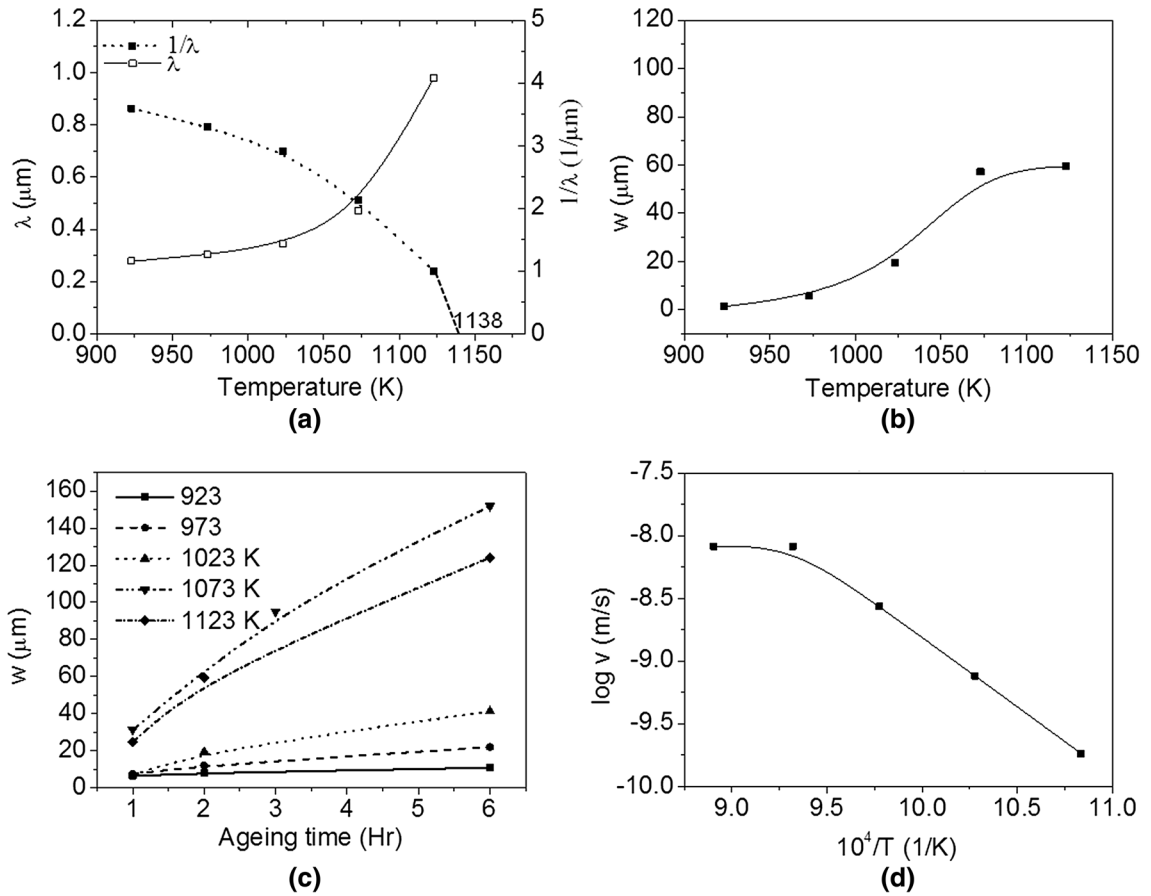 1.2
1.0
0.8
0.6
0.4
0.2
0.0
λ (μm)
5
4
3
2
1
0
1/λ (1/μm)
1/λ
λ
1138
900 950 1000 1050 1100 1150
Temperature (K)
(a)
120
100
80
60
40
20
0
w (μm)
900 950 1000 1050 1100 1150
Temperature (K)
(b)
160
140
120
100
80
60
40
20
0
w (μm)
923
973
1023 K
1073 K
1123 K
1 2 3 4 5 6
Ageing time (Hr)
(c)
-7.5
-8.0
-8.5
-9.0
-9.5
-10.0
log v (m/s)
9.0 9.5 10.0 10.5 11.0
10⁴/T (1/K)
(d)